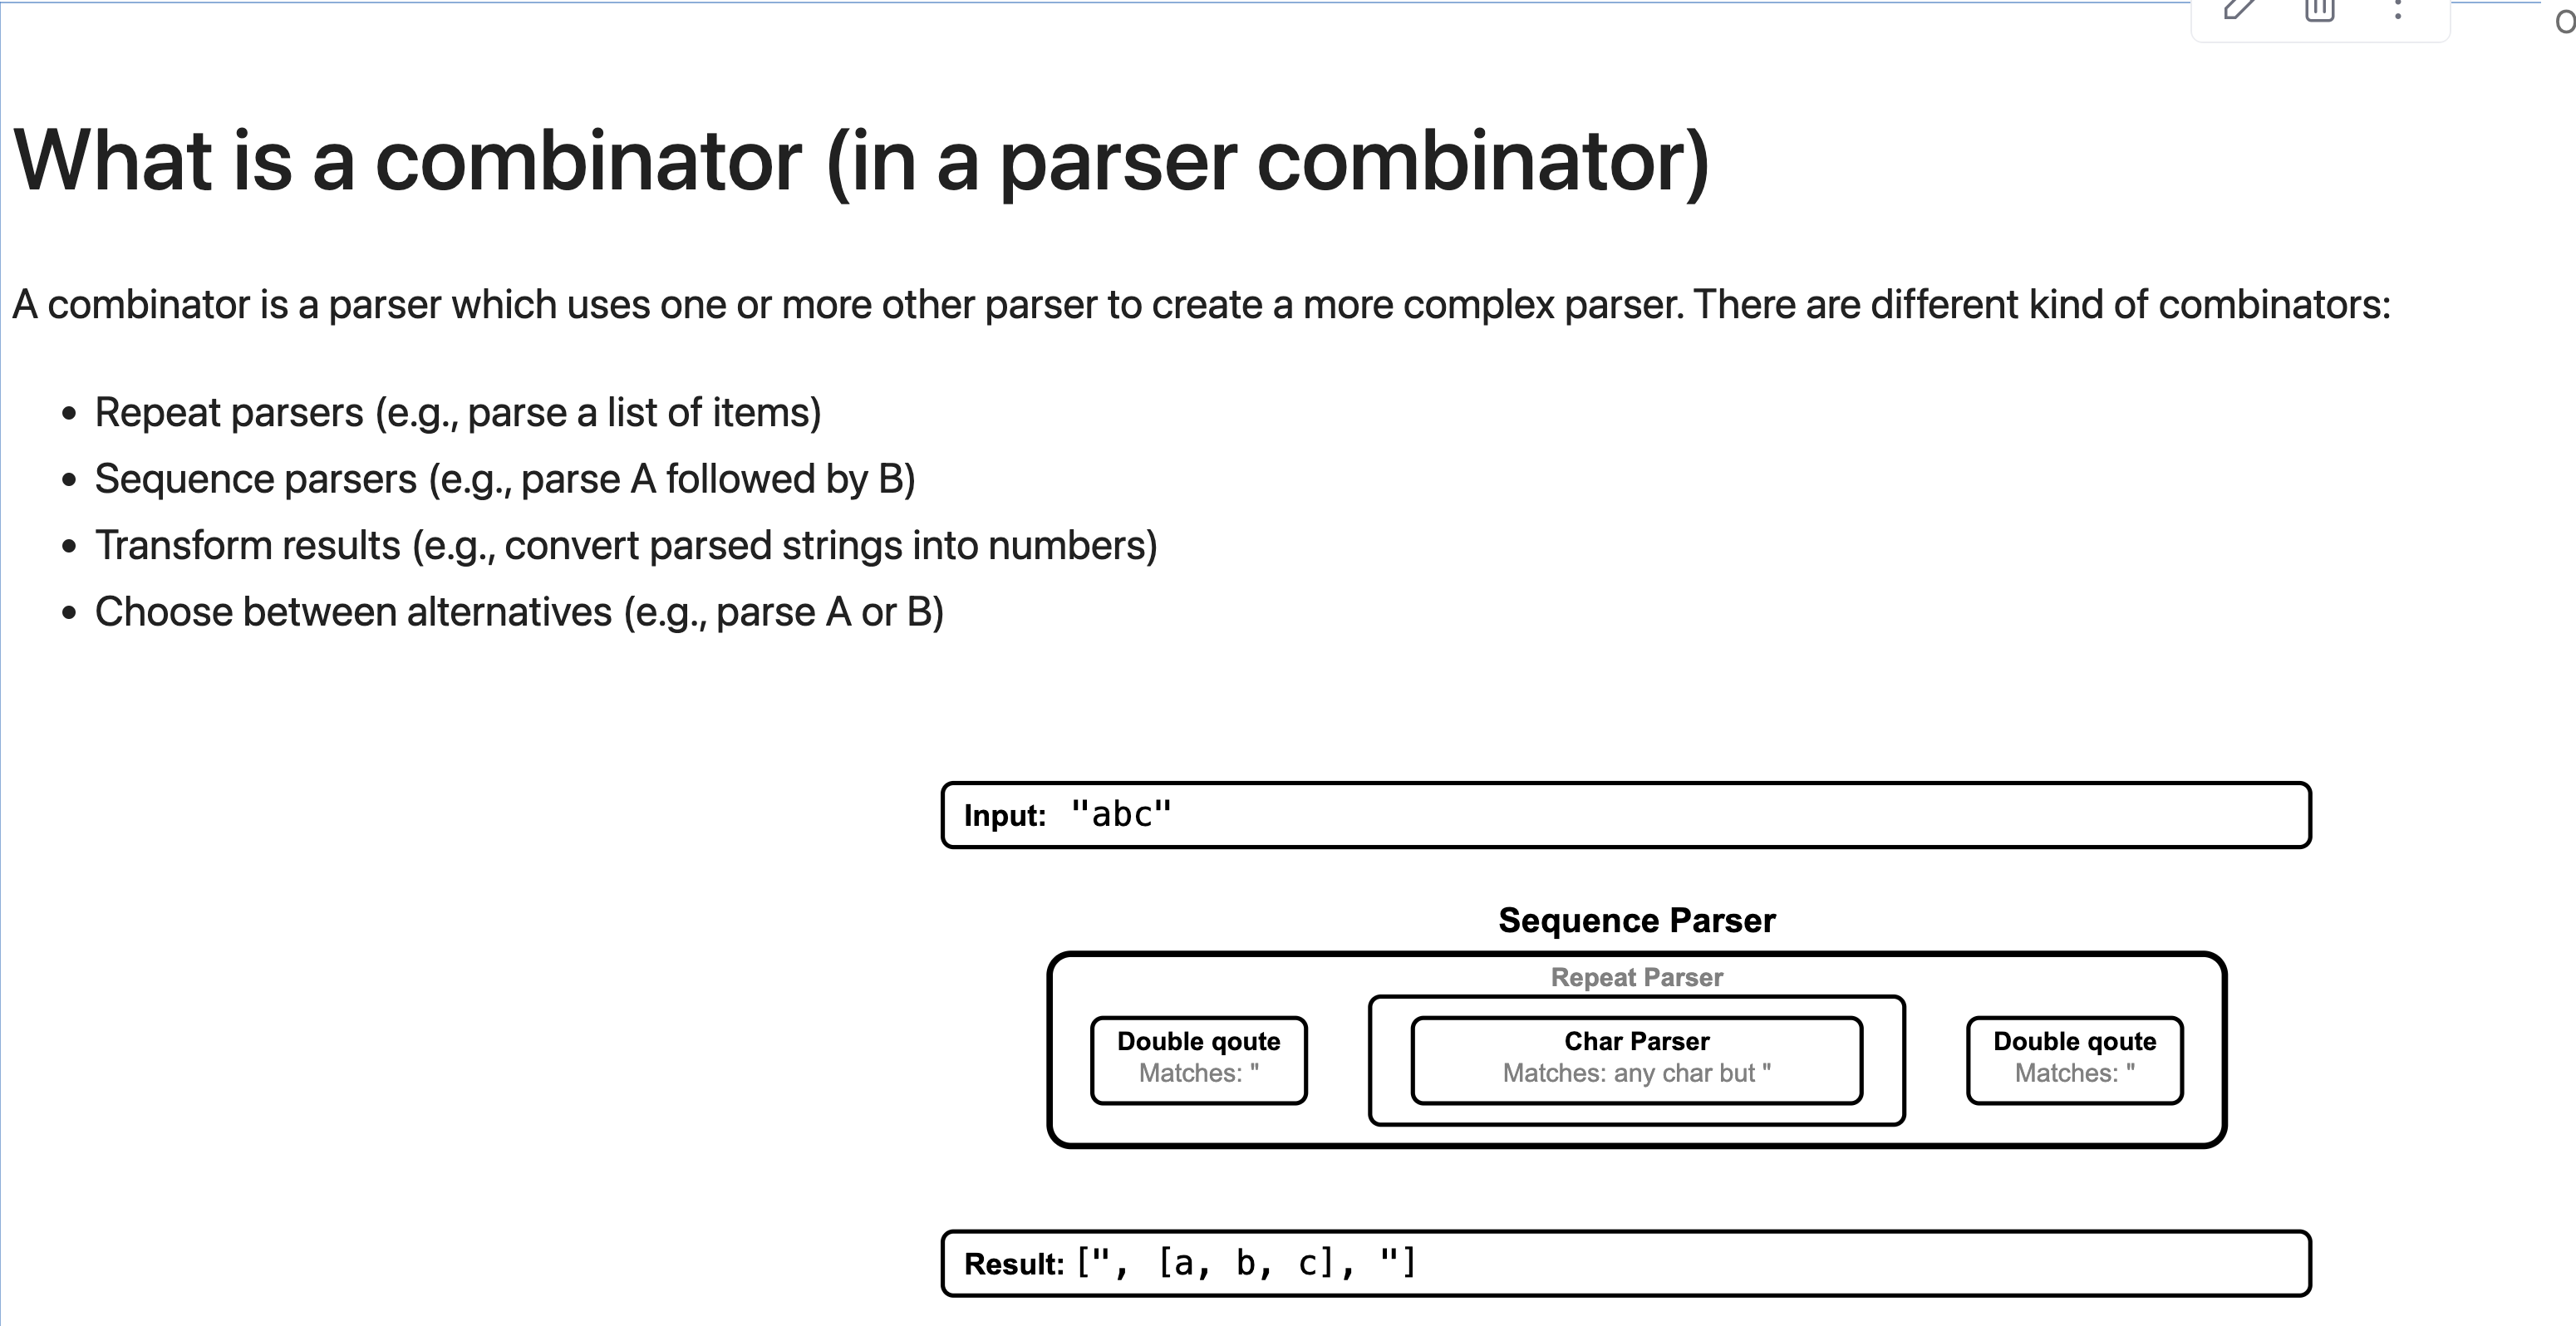 What is a combinator (in a parser combinator)
A combinator is a parser which uses one or more other parser to create a more complex parser. There are different kind of combinators:
• Repeat parsers (e.g., parse a list of items)
• Sequence parsers (e.g., parse A followed by B)
• Transform results (e.g., convert parsed strings into numbers)
• Choose between alternatives (e.g., parse A or B)
Input: "abc"
Sequence Parser
Repeat Parser
Double qoute
Matches: "
Char Parser
Matches: any char but "
Double qoute
Matches: "
Result: [", [a, b, c], "]